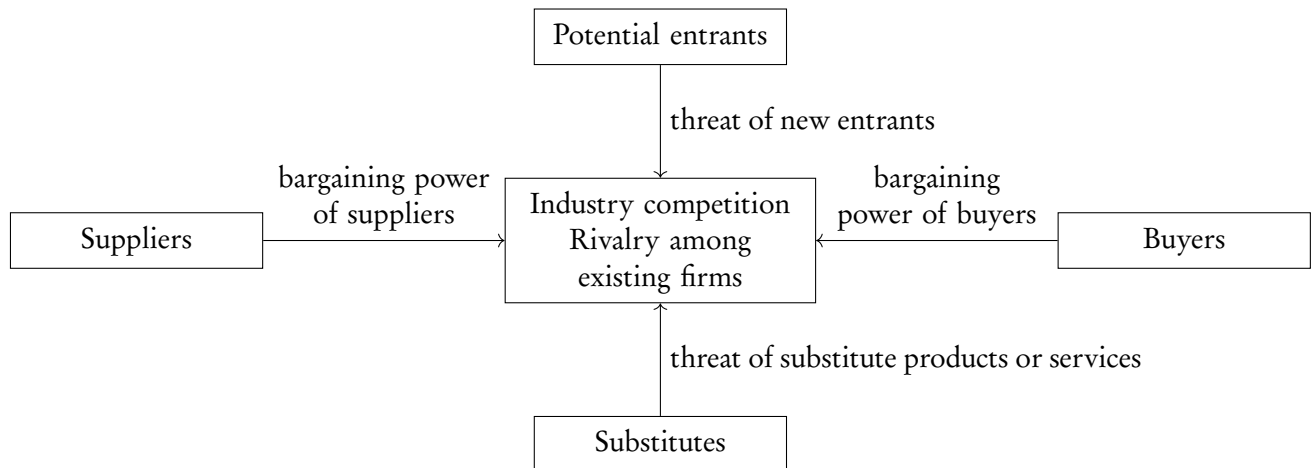 Potential entrants
threat of new entrants
bargaining power
of suppliers
bargaining
power of buyers
Suppliers
Industry competition
Rivalry among
existing firms
Buyers
threat of substitute products or services
Substitutes